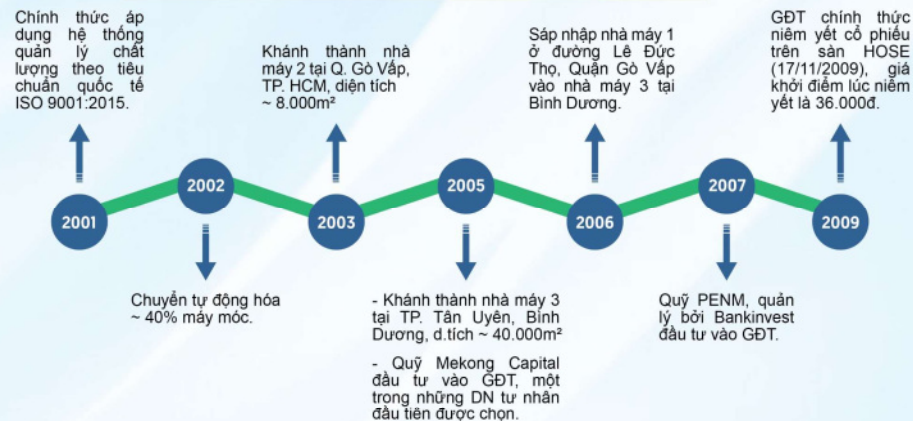 Chính thức áp
dụng hệ thống
quản lý chất
lượng theo tiêu
chuẩn quốc tế
ISO 9001:2015.
Khánh thành nhà
máy 2 tại Q. Gò Vấp,
TP. HCM, diện tích
~ 8.000m²
Sáp nhập nhà máy 1
ở đường Lê Đức
Thọ, Quận Gò Vấp
vào nhà máy 3 tại
Bình Dương.
GĐT chính thức
niêm yết cổ phiếu
trên sàn HOSE
(17/11/2009), giá
khởi điểm lúc niêm
yết là 36.000đ.
2001
2002
2003
2005
2006
2007
2009
Chuyển tự động hóa
~ 40% máy móc.
- Khánh thành nhà máy 3
tại TP. Tân Uyên, Bình
Dương, d.tích ~ 40.000m²
- Quỹ Mekong Capital
đầu tư vào GĐT, một
trong những DN tư nhân
đầu tiên được chọn.
Quỹ PENM, quản
lý bởi Bankinvest
đầu tư vào GĐT.